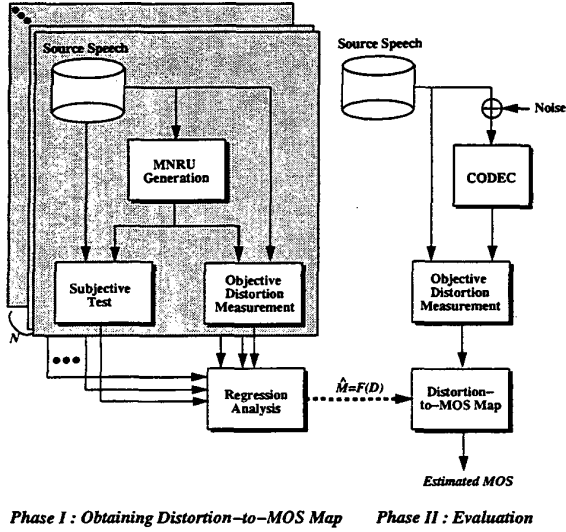 Source Speech
MNRU
Generation
Subjective
Test
Objective
Distortion
Measurement
N
Regression
Analysis
M̂=F(D)
Source Speech
Noise
CODEC
Objective
Distortion
Measurement
Distortion–
to–MOS Map
Estimated MOS
Phase I : Obtaining Distortion–to–MOS Map
Phase II : Evaluation